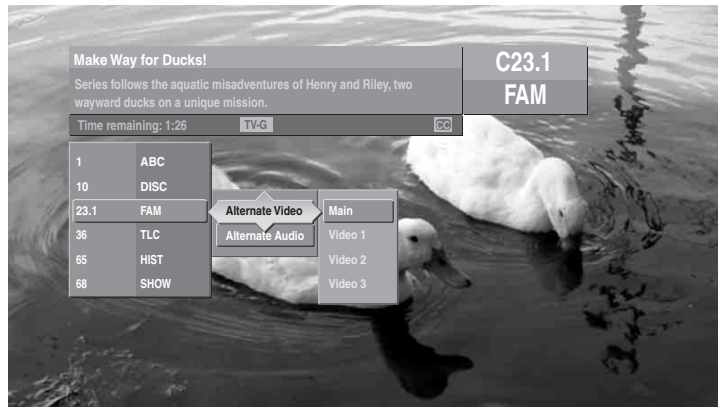 Make Way for Ducks!
C23.1
Series follows the aquatic misadventures of Henry and Riley, two
wayward ducks on a unique mission.
FAM
Time remaining: 1:26 TV-G CC
1 ABC
10 DISC
23.1 FAM Alternate Video Main
36 TLC Alternate Audio Video 1
65 HIST Video 2
68 SHOW Video 3